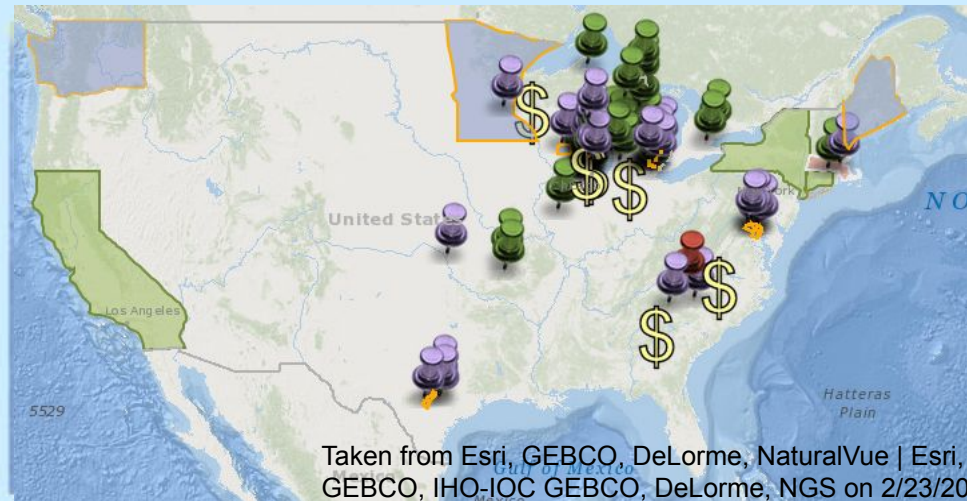 $
$ $
United States
N O
Los Angeles
$
$
Hatteras
Plain
5529
Taken from Esri, GEBCO, DeLorme, NaturalVue | Esri,
Gulf of Mexico
Mexico
GEBCO, IHO-IOC GEBCO, DeLorme, NGS on 2/23/20